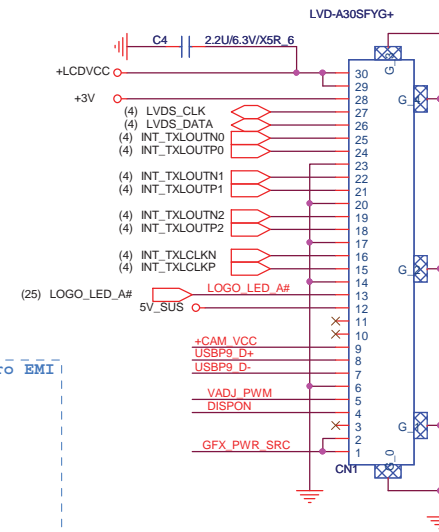 LVD-A30SFYG+
C4 2.2U/6.3V/X5R_6
+LCDVCC 30
29
+3V 28
(4) LVDS_CLK 27
(4) LVDS_DATA 26
(4) INT_TXLOUTN0 25
(4) INT_TXLOUTP0 24
23
(4) INT_TXLOUTN1 22
(4) INT_TXLOUTP1 21
20
(4) INT_TXLOUTN2 19
(4) INT_TXLOUTP2 18
17
(4) INT_TXLCLKN 16
(4) INT_TXLCLKP 15
14
(25) LOGO_LED_A# LOGO_LED_A# 13
5V_SUS 12
11
10
+CAM_VCC 9
USBP9_D+ 8
USBP9_D- 7
6
VADJ_PWM 5
DISPON 4
3
2
GFX_PWR_SRC 1
CN1
G_0
ro EMI